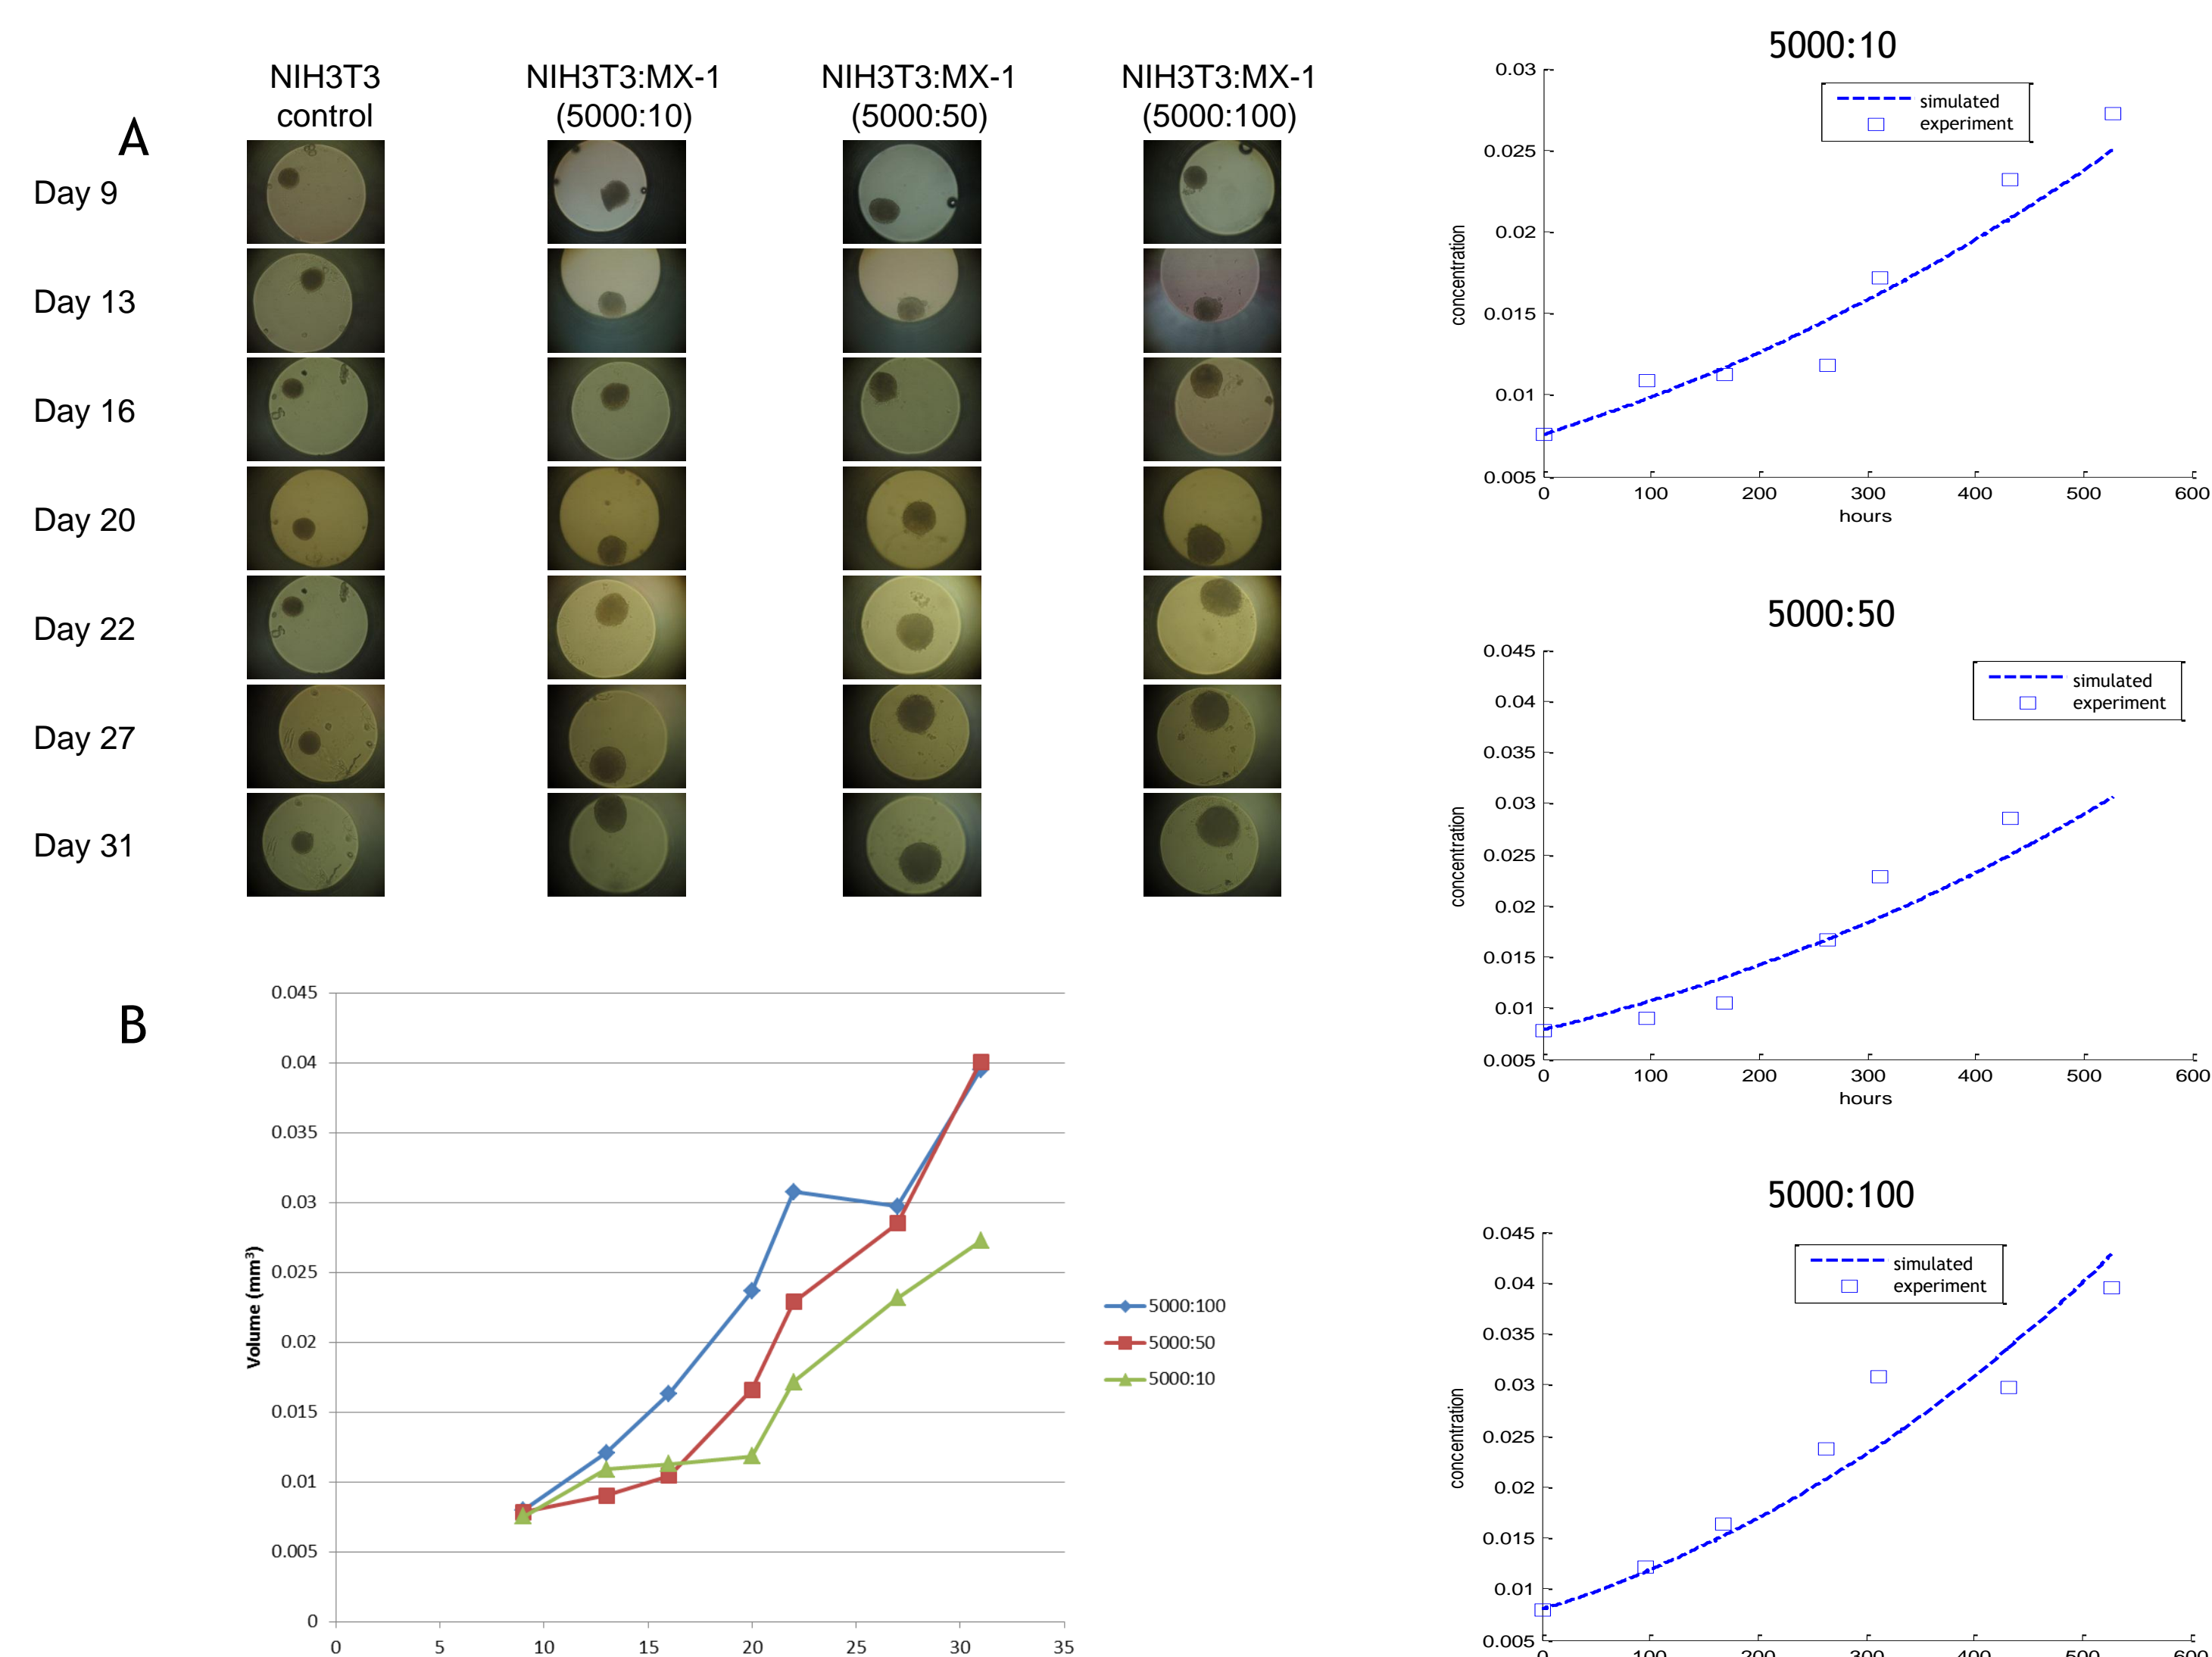 A
NIH3T3
control
NIH3T3:MX-1
(5000:10)
NIH3T3:MX-1
(5000:50)
NIH3T3:MX-1
(5000:100)
Day 9
Day 13
Day 16
Day 20
Day 22
Day 27
Day 31
B
Volume (mm³)
0.045
0.04
0.035
0.03
0.025
0.02
0.015
0.01
0.005
0
0 5 10 15 20 25 30 35
5000:100
5000:50
5000:10
5000:10
simulated
experiment
concentration
0.03
0.025
0.02
0.015
0.01
0.005
0 100 200 300 400 500 600
hours
5000:50
simulated
experiment
concentration
0.045
0.04
0.035
0.03
0.025
0.02
0.015
0.01
0.005
0 100 200 300 400 500 600
hours
5000:100
simulated
experiment
concentration
0.045
0.04
0.035
0.03
0.025
0.02
0.015
0.01
0.005
0 100 200 300 400 500 600